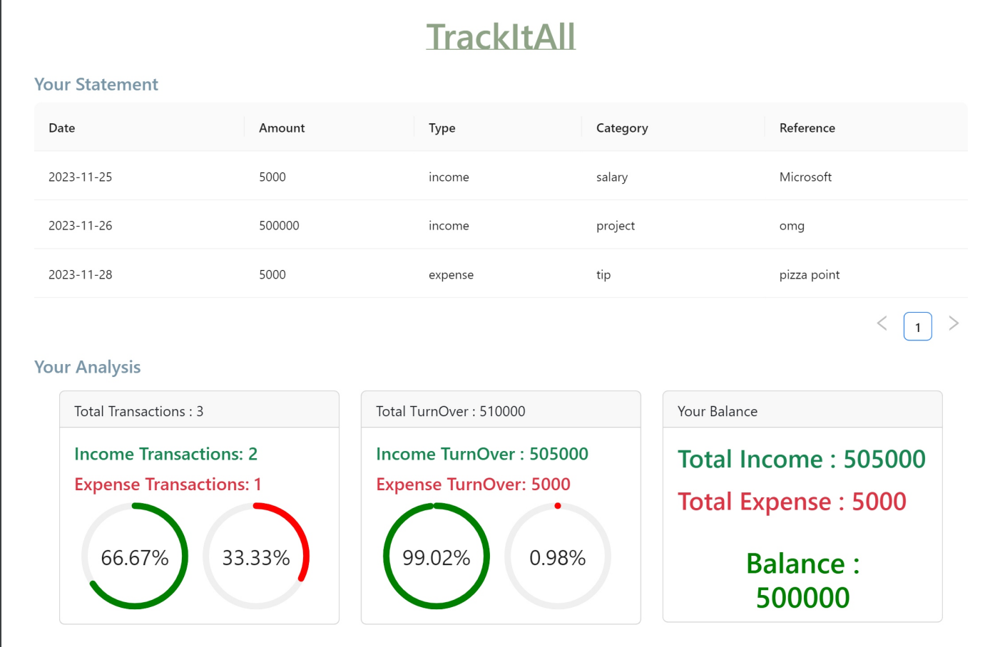 TrackItAll
Your Statement
Date Amount Type Category Reference
2023-11-25 5000 income salary Microsoft
2023-11-26 500000 income project omg
2023-11-28 5000 expense tip pizza point
1
Your Analysis
Total Transactions : 3
Income Transactions: 2
Expense Transactions: 1
66.67% 33.33%
Total TurnOver : 510000
Income TurnOver : 505000
Expense TurnOver: 5000
99.02% 0.98%
Your Balance
Total Income : 505000
Total Expense : 5000
Balance :
500000